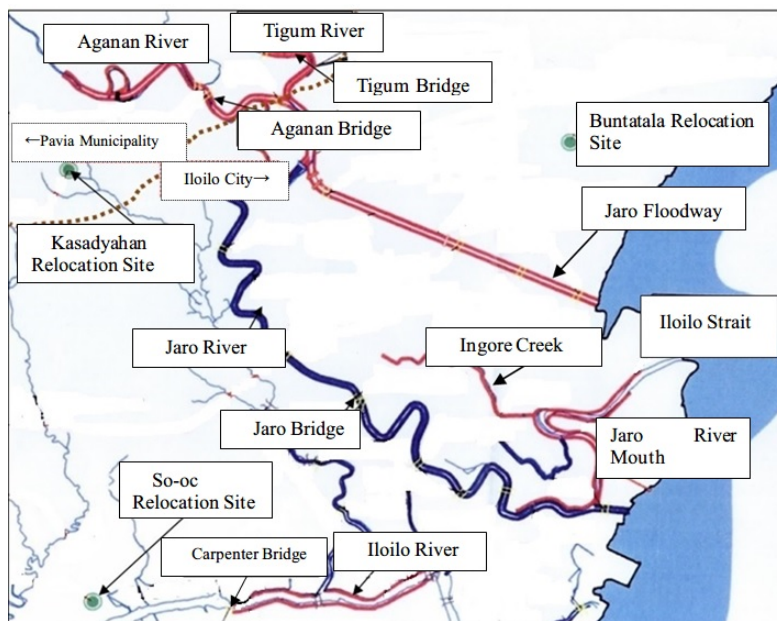 Tigum River
Aganan River
Tigum Bridge
Buntatala Relocation
Site
Aganan Bridge
←Pavia Municipality
Iloilo City→
Jaro Floodway
Kasadyahan
Relocation Site
Iloilo Strait
Jaro River
Ingore Creek
Jaro Bridge
Jaro River
Mouth
So-oc
Relocation Site
Carpenter Bridge
Iloilo River